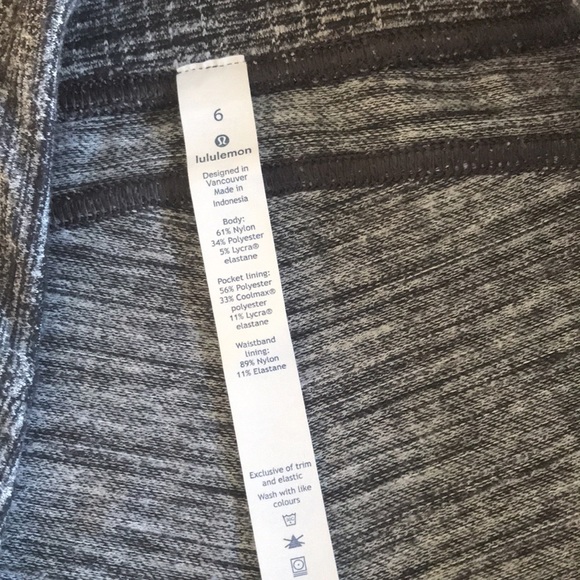 6
lululemon
Designed in
Vancouver
Made in
Indonesia
Body:
61% Nylon
34% Polyester
5% Lycra®
elastane
Pocket lining:
56% Polyester
33% Coolmax®
polyester
11% Lycra®
elastane
Waistband
lining:
89% Nylon
11% Elastane
Exclusive of trim
and elastic
Wash with like
colours